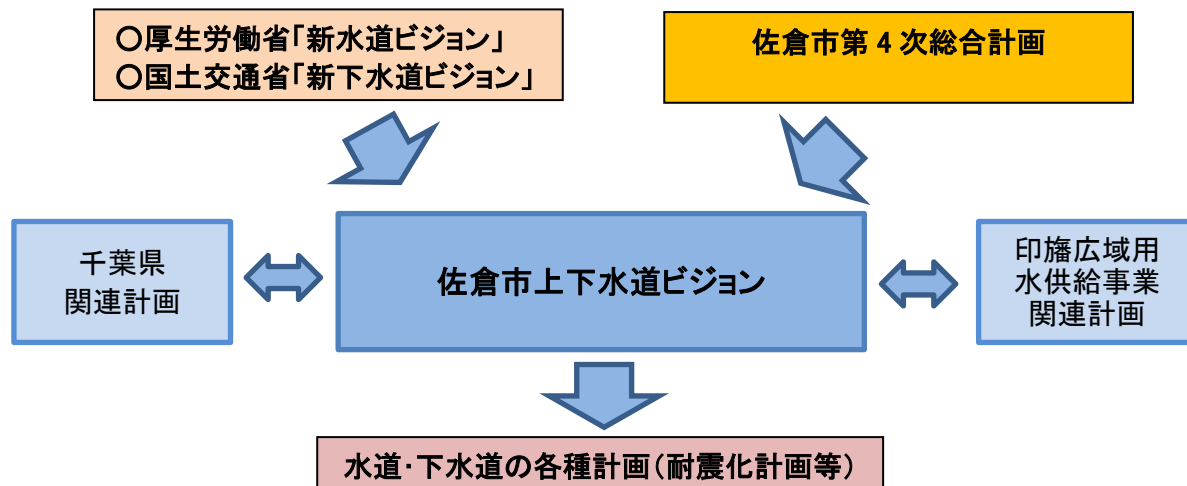 ○厚生労働省「新水道ビジョン」
○国土交通省「新下水道ビジョン」
佐倉市第4次総合計画
千葉県
関連計画
佐倉市上下水道ビジョン
印旛広域用
水供給事業
関連計画
水道・下水道の各種計画（耐震化計画等）